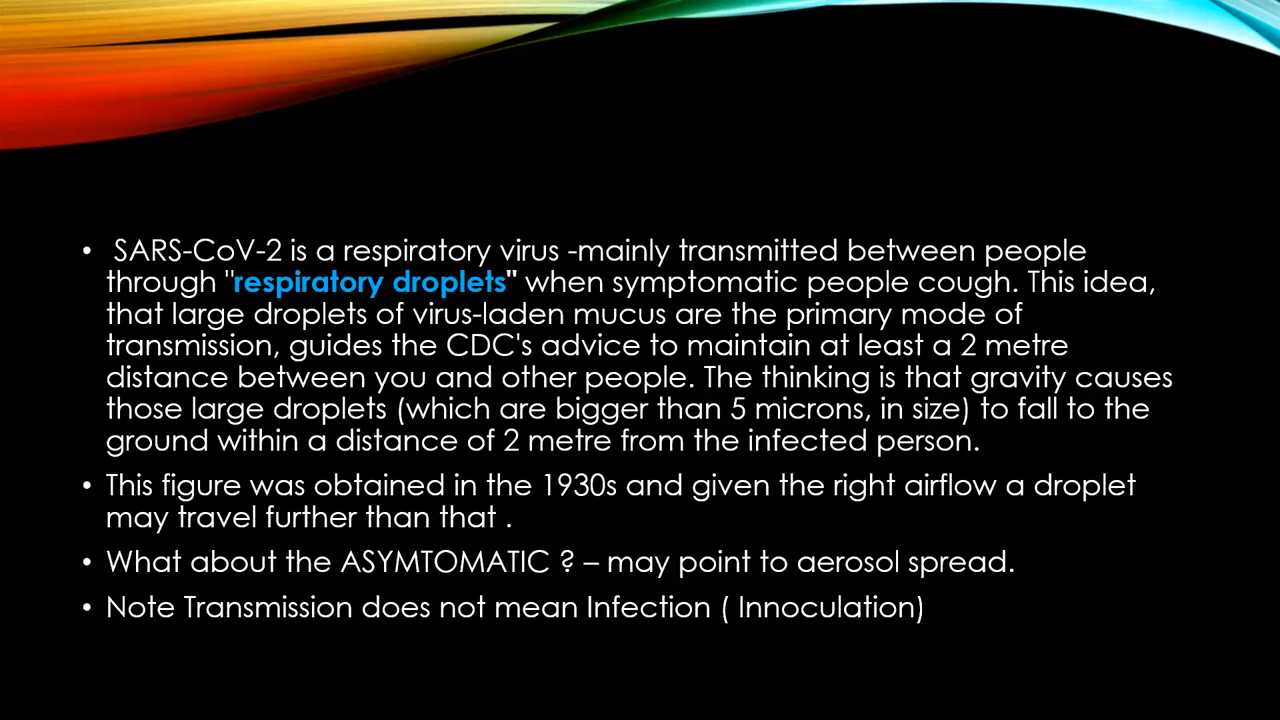 • SARS-CoV-2 is a respiratory virus -mainly transmitted between people
through "respiratory droplets" when symptomatic people cough. This idea,
that large droplets of virus-laden mucus are the primary mode of
transmission, guides the CDC's advice to maintain at least a 2 metre
distance between you and other people. The thinking is that gravity causes
those large droplets (which are bigger than 5 microns, in size) to fall to the
ground within a distance of 2 metre from the infected person.
• This figure was obtained in the 1930s and given the right airflow a droplet
may travel further than that .
• What about the ASYMTOMATIC ? – may point to aerosol spread.
• Note Transmission does not mean Infection ( Innoculation)